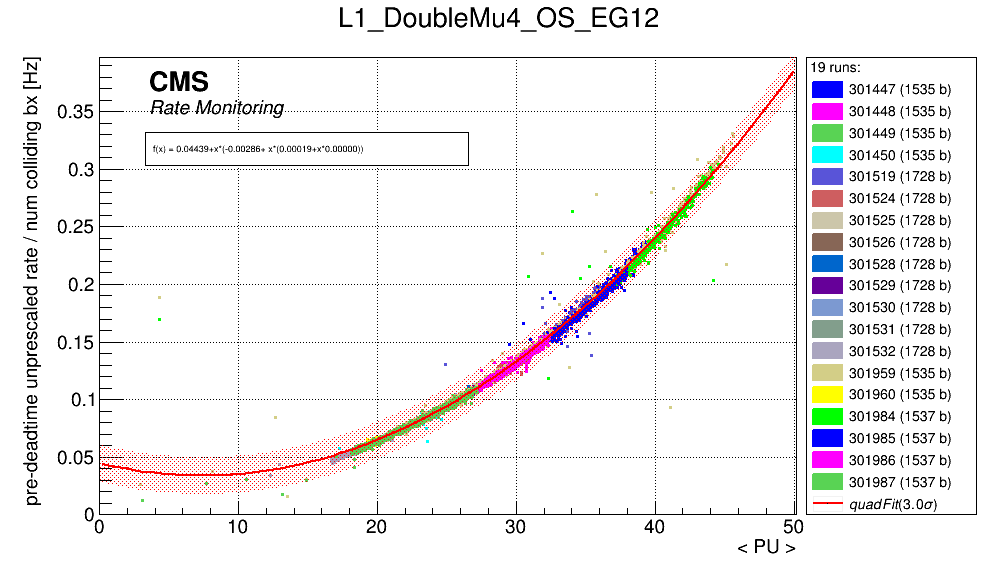 L1_DoubleMu4_OS_EG12
pre-deadtime unprescaled rate / num colliding bx [Hz]
CMS
Rate Monitoring
f(x) = 0.04439+x*(-0.00286+ x*(0.00019+x*0.00000))
0.35
0.3
0.25
0.2
0.15
0.1
0.05
0
0 10 20 30 40 50
< PU >
19 runs:
301447 (1535 b)
301448 (1535 b)
301449 (1535 b)
301450 (1535 b)
301519 (1728 b)
301524 (1728 b)
301525 (1728 b)
301526 (1728 b)
301528 (1728 b)
301529 (1728 b)
301530 (1728 b)
301531 (1728 b)
301532 (1728 b)
301959 (1535 b)
301960 (1535 b)
301984 (1537 b)
301985 (1537 b)
301986 (1537 b)
301987 (1537 b)
quadFit(3.0σ)